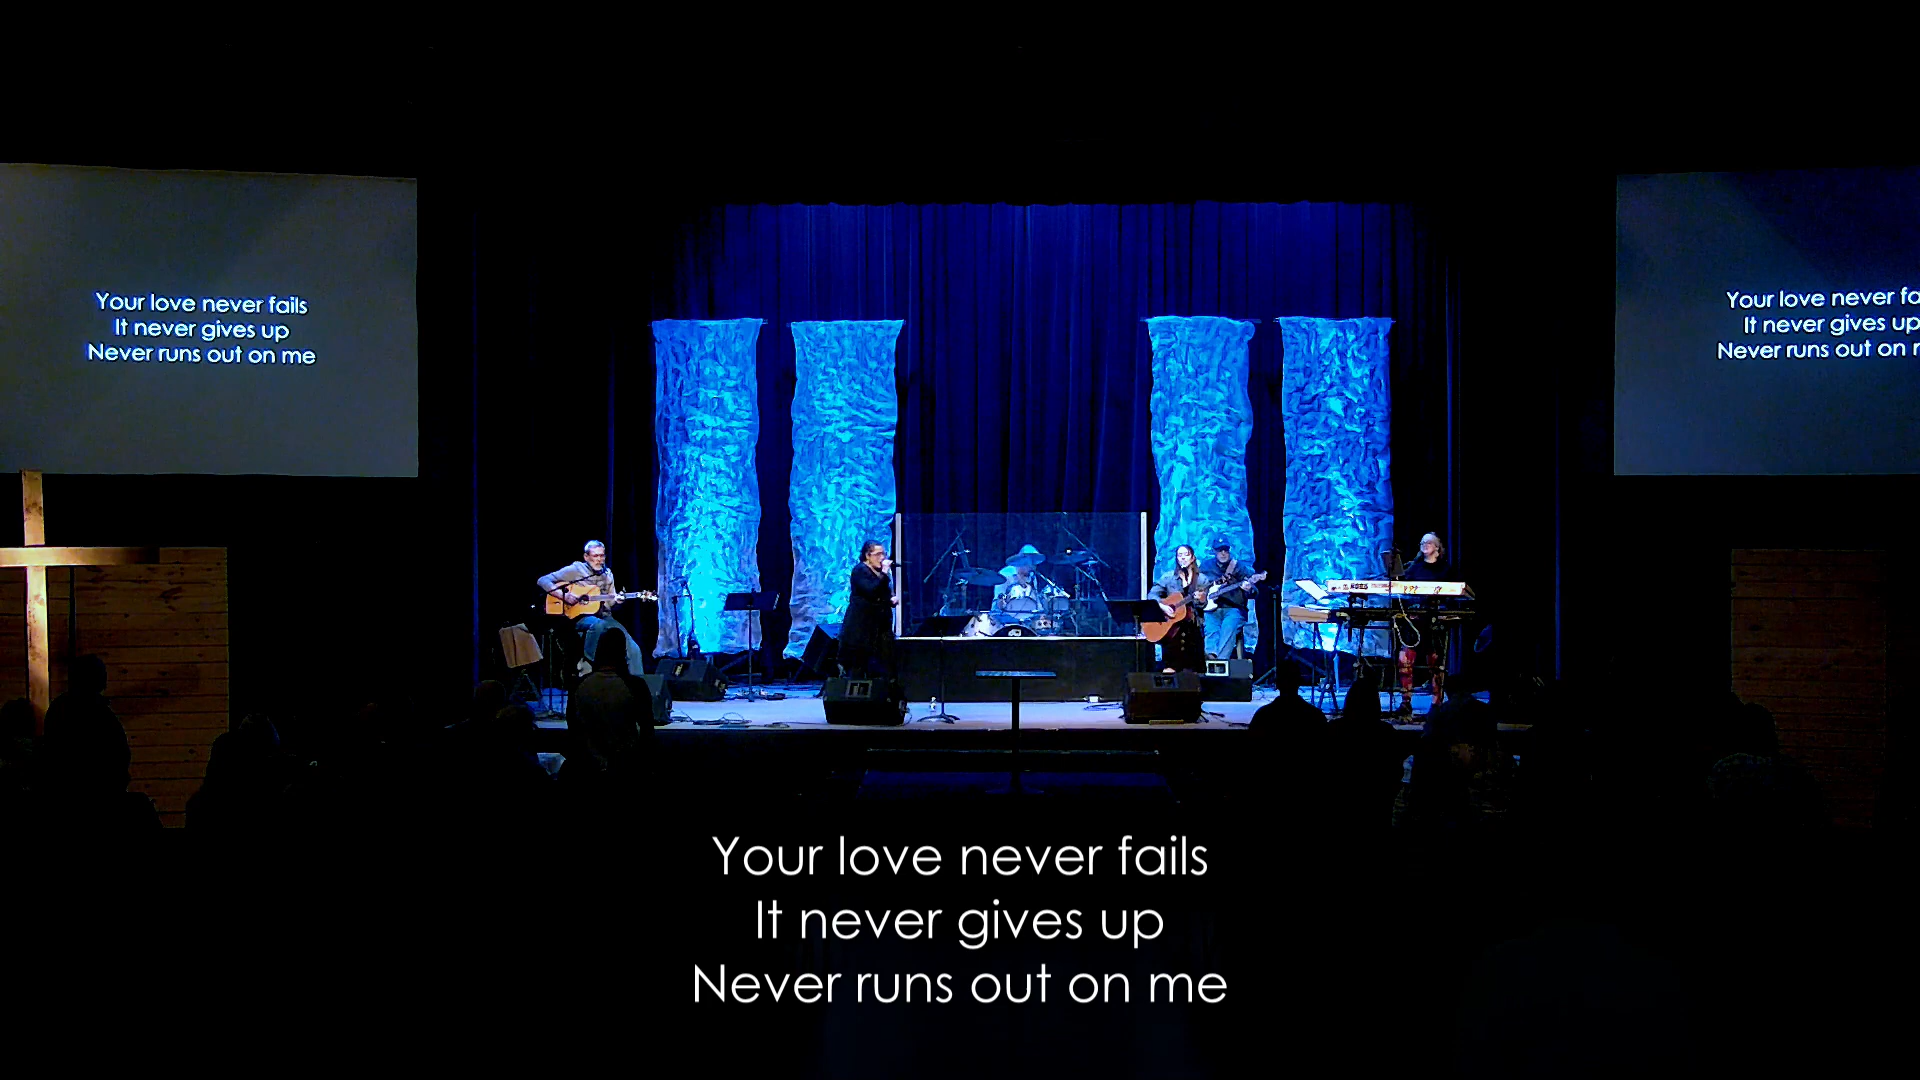 Your love never fails
It never gives up
Never runs out on me
Your love never fa
It never gives up
Never runs out on
Your love never fails
It never gives up
Never runs out on me